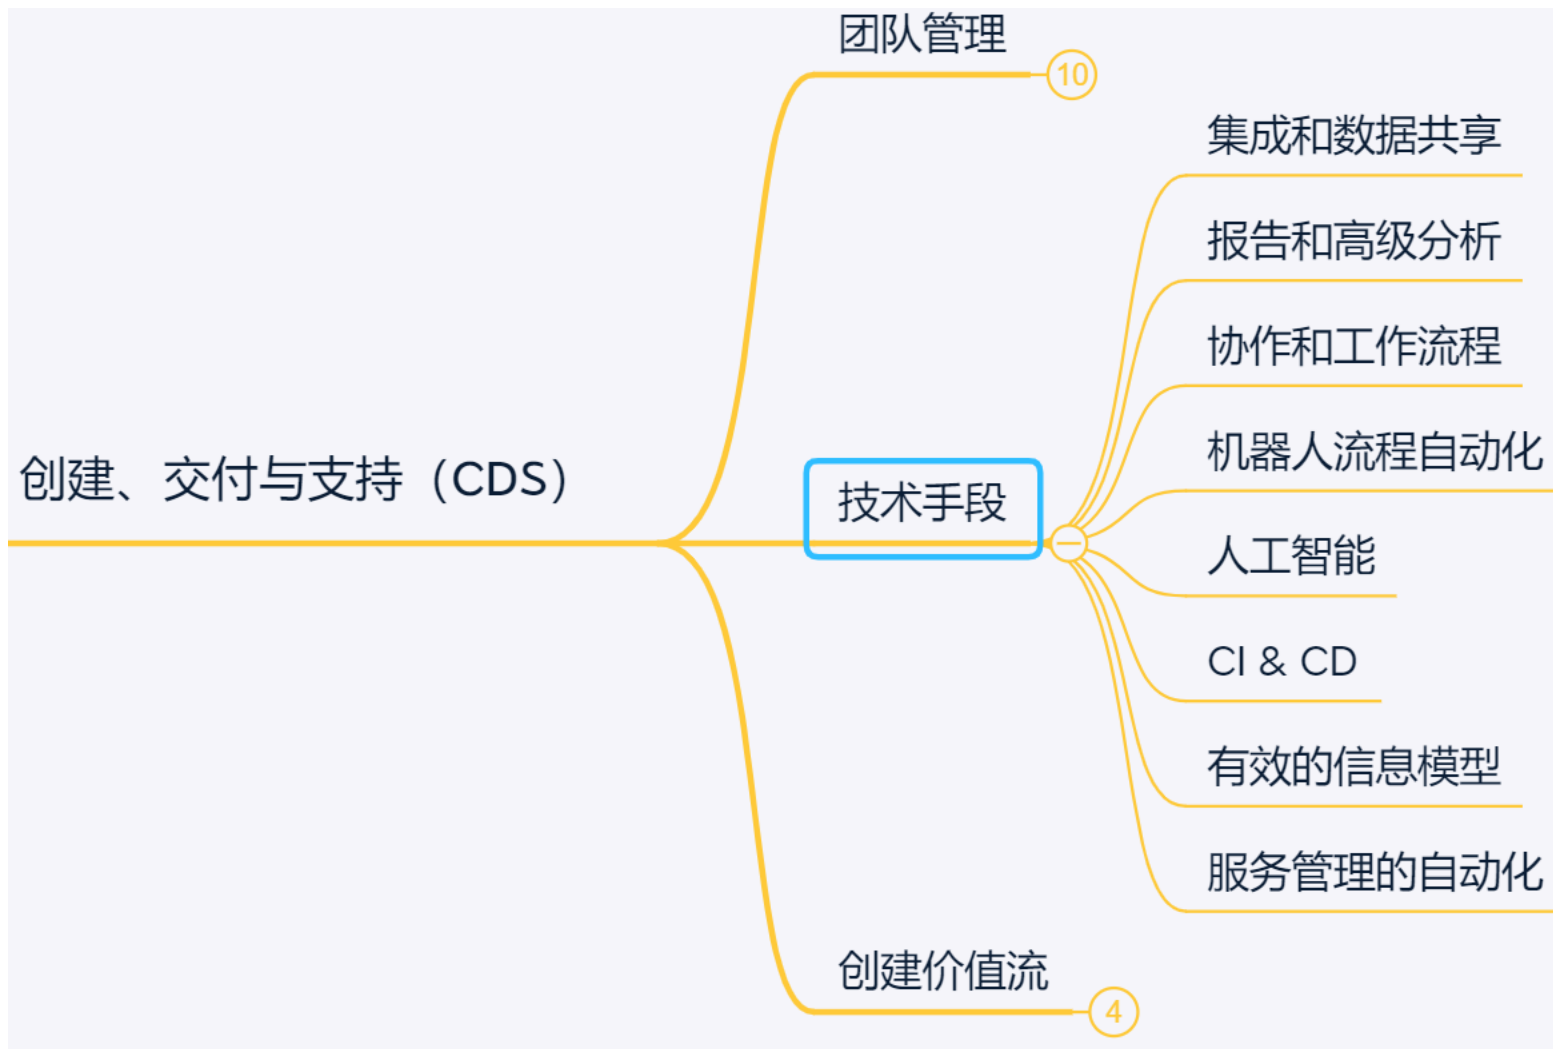 团队管理
10
集成和数据共享
报告和高级分析
协作和工作流程
机器人流程自动化
创建、交付与支持（CDS）
技术手段
人工智能
CI & CD
有效的信息模型
服务管理的自动化
创建价值流
4